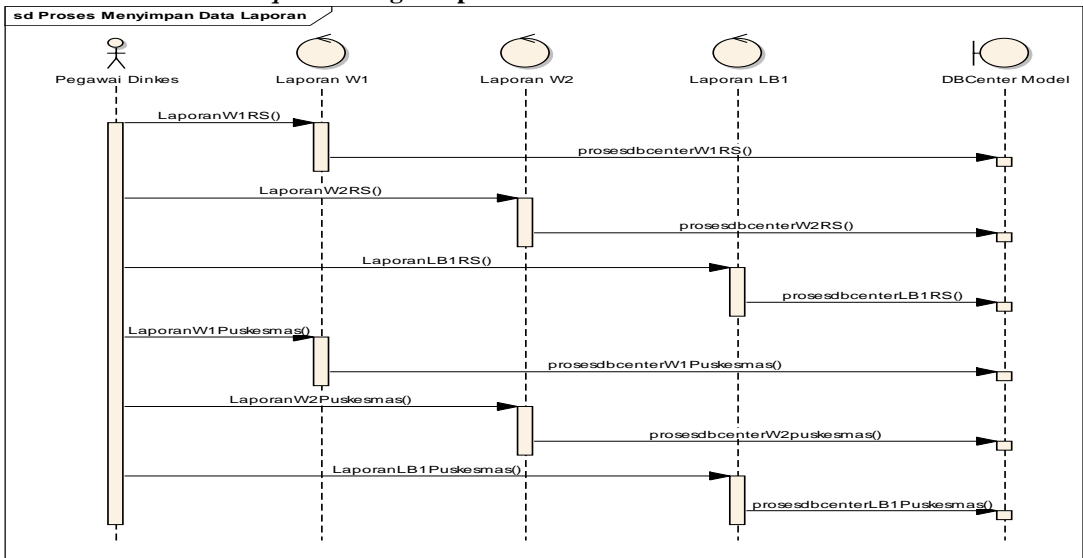 sd Proses Menyimpan Data Laporan
Pegawai Dinkes
Laporan W1
Laporan W2
Laporan LB1
DBCenter Model
LaporanW1RS()
prosesdbcenterW1RS()
LaporanW2RS()
prosesdbcenterW2RS()
LaporanLB1RS()
prosesdbcenterLB1RS()
LaporanW1Puskesmas()
prosesdbcenterW1Puskesmas()
LaporanW2Puskesmas()
prosesdbcenterW2puskesmas()
LaporanLB1Puskesmas()
prosesdbcenterLB1Puskesmas()